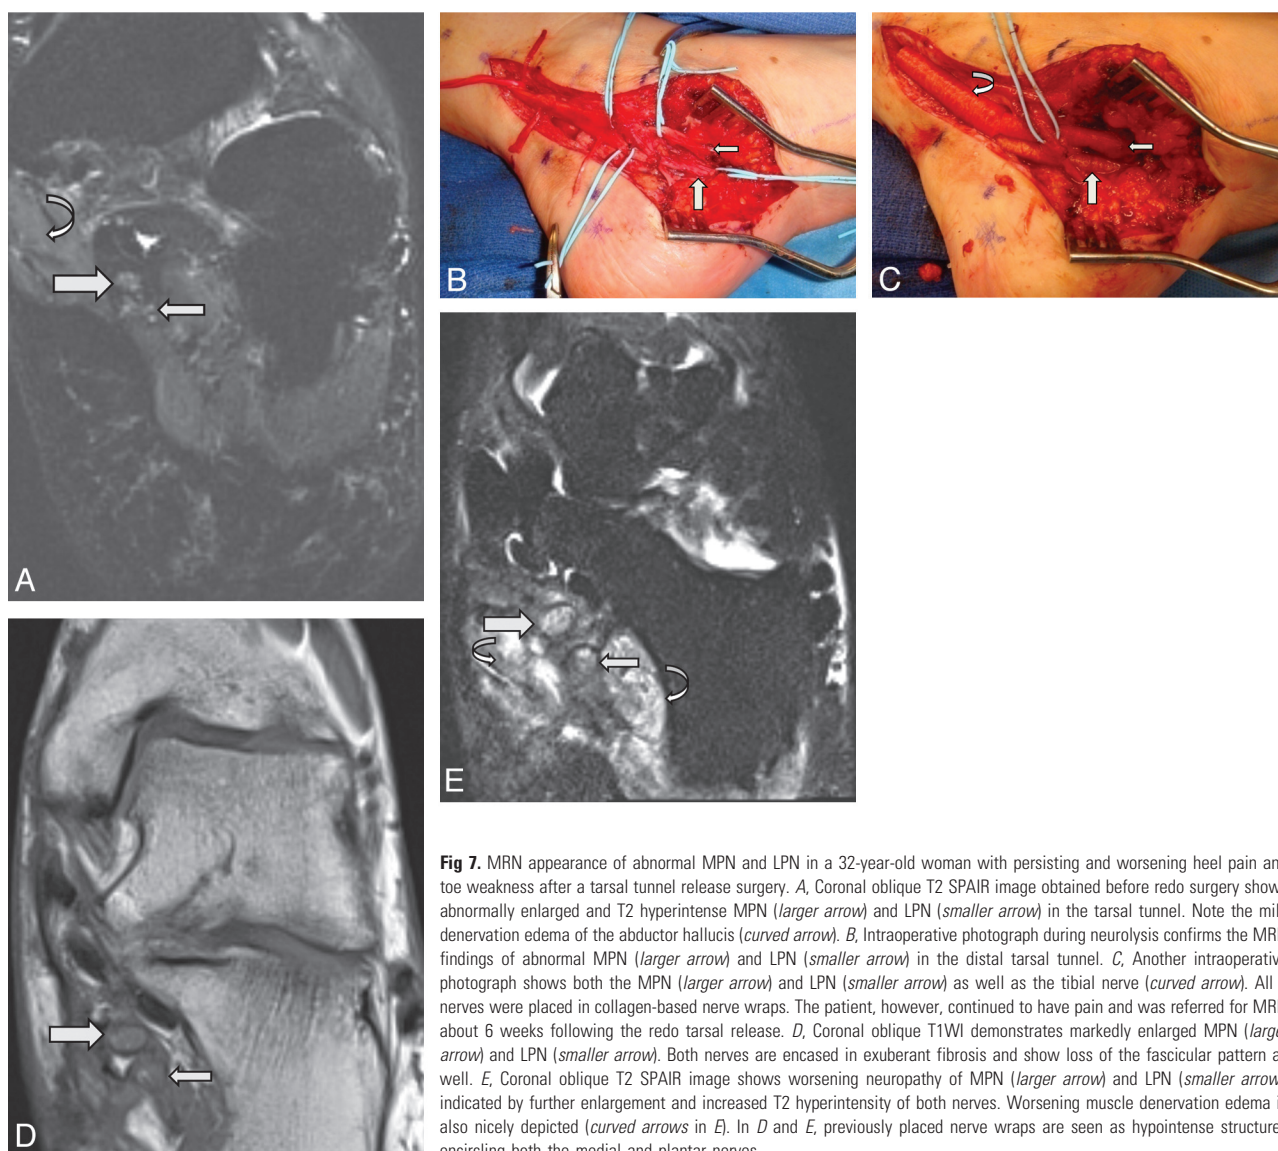 A
B
C
D
E
Fig 7. MRN appearance of abnormal MPN and LPN in a 32-year-old woman with persisting and worsening heel pain an
toe weakness after a tarsal tunnel release surgery. A, Coronal oblique T2 SPAIR image obtained before redo surgery show
abnormally enlarged and T2 hyperintense MPN (larger arrow) and LPN (smaller arrow) in the tarsal tunnel. Note the mil
denervation edema of the abductor hallucis (curved arrow). B, Intraoperative photograph during neurolysis confirms the MR
findings of abnormal MPN (larger arrow) and LPN (smaller arrow) in the distal tarsal tunnel. C, Another intraoperativ
photograph shows both the MPN (larger arrow) and LPN (smaller arrow) as well as the tibial nerve (curved arrow). All
nerves were placed in collagen-based nerve wraps. The patient, however, continued to have pain and was referred for MR
about 6 weeks following the redo tarsal release. D, Coronal oblique T1WI demonstrates markedly enlarged MPN (large
arrow) and LPN (smaller arrow). Both nerves are encased in exuberant fibrosis and show loss of the fascicular pattern a
well. E, Coronal oblique T2 SPAIR image shows worsening neuropathy of MPN (larger arrow) and LPN (smaller arrow
indicated by further enlargement and increased T2 hyperintensity of both nerves. Worsening muscle denervation edema i
also nicely depicted (curved arrows in E). In D and E, previously placed nerve wraps are seen as hypointense structure
encircling both the medial and plantar nerves.